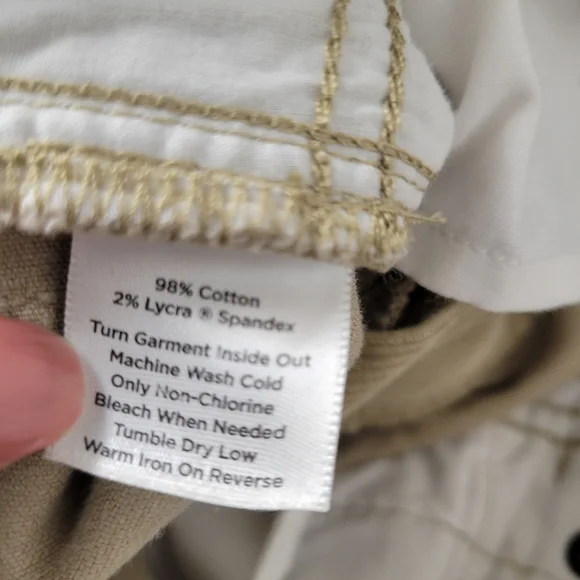 98% Cotton
2% Lycra ® Spandex
Turn Garment Inside Out
Machine Wash Cold
Only Non-Chlorine
Bleach When Needed
Tumble Dry Low
Warm Iron On Reverse